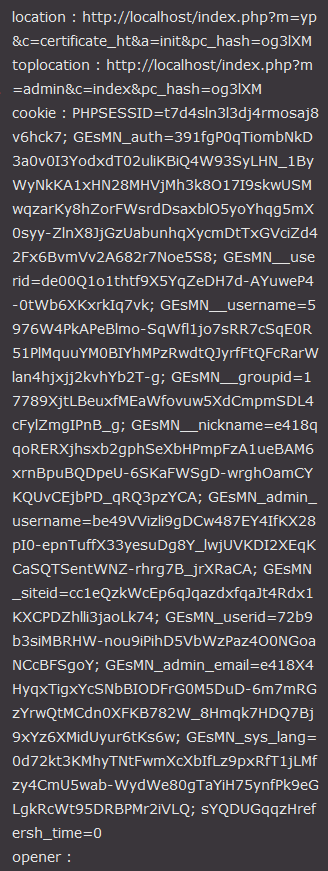 location : http://localhost/index.php?m=yp
&c=certificate_ht&a=init&pc_hash=og3lXM
toplocation : http://localhost/index.php?m
=admin&c=index&pc_hash=og3lXM
cookie : PHPSESSID=t7d4sln3l3dj4rmosaj8
v6hck7; GEsMN_auth=391fgP0qTiombNkD
3a0v0I3YodxdT02uliKBiQ4W93SyLHN_1By
WyNkKA1xHN28MHVjMh3k8O17I9skwUSM
wqzarKy8hZorFWsrdDsaxblO5yoYhqg5mX
0syy-ZlnX8JjGzUabunhqXycmDtTxGVciZd4
2Fx6BvmVv2A682r7Noe5S8; GEsMN__use
rid=de00Q1o1thtf9X5YqZeDH7d-AYuweP4
-0tWb6XKxrkIq7vk; GEsMN__username=5
976W4PkAPeBlmo-SqWfl1jo7sRR7cSqE0R
51PlMquuYM0BIYhMPzRwdtQJyrfFtQFcRarW
lan4hjxjj2kvhYb2T-g; GEsMN__groupid=1
7789XjtLBeuxfMEaWfovuw5XdCmpmSDL4
cFylZmgIPnB_g; GEsMN__nickname=e418q
qoRERXjhsxb2gphSeXbHPmpFzA1ueBAM6
xrnBpuBQDpeU-6SKaFWSgD-wrghOamCY
KQUvCEjbPD_qRQ3pzYCA; GEsMN_admin_
username=be49VVizli9gDCw487EY4IfKX28
pI0-epnTuffX33yesuDg8Y_lwjUVKDI2XEqK
CaSQTSentWNZ-rhrg7B_jrXRaCA; GEsMN
_siteid=cc1eQzkWcEp6qJqazdxfqaJt4Rdx1
KXCPDZhlli3jaoLk74; GEsMN_userid=72b9
b3siMBRHW-nou9iPihD5VbWzPaz4O0NGoa
NCcBFSgoY; GEsMN_admin_email=e418X4
HyqxTigxYcSNbBIODFrG0M5DuD-6m7mRG
zYrwQtMCdn0XFKB782W_8Hmqk7HDQ7Bj
9xYz6XMidUyur6tKs6w; GEsMN_sys_lang=
0d72kt3KMhyTNtFwmXcXbIfLz9pxRfT1jLMf
zy4CmU5wab-WydWe80gTaYiH75ynfPk9eG
LgkRcWt95DRBPMr2iVLQ; sYQDUGqqzHref
ersh_time=0
opener :